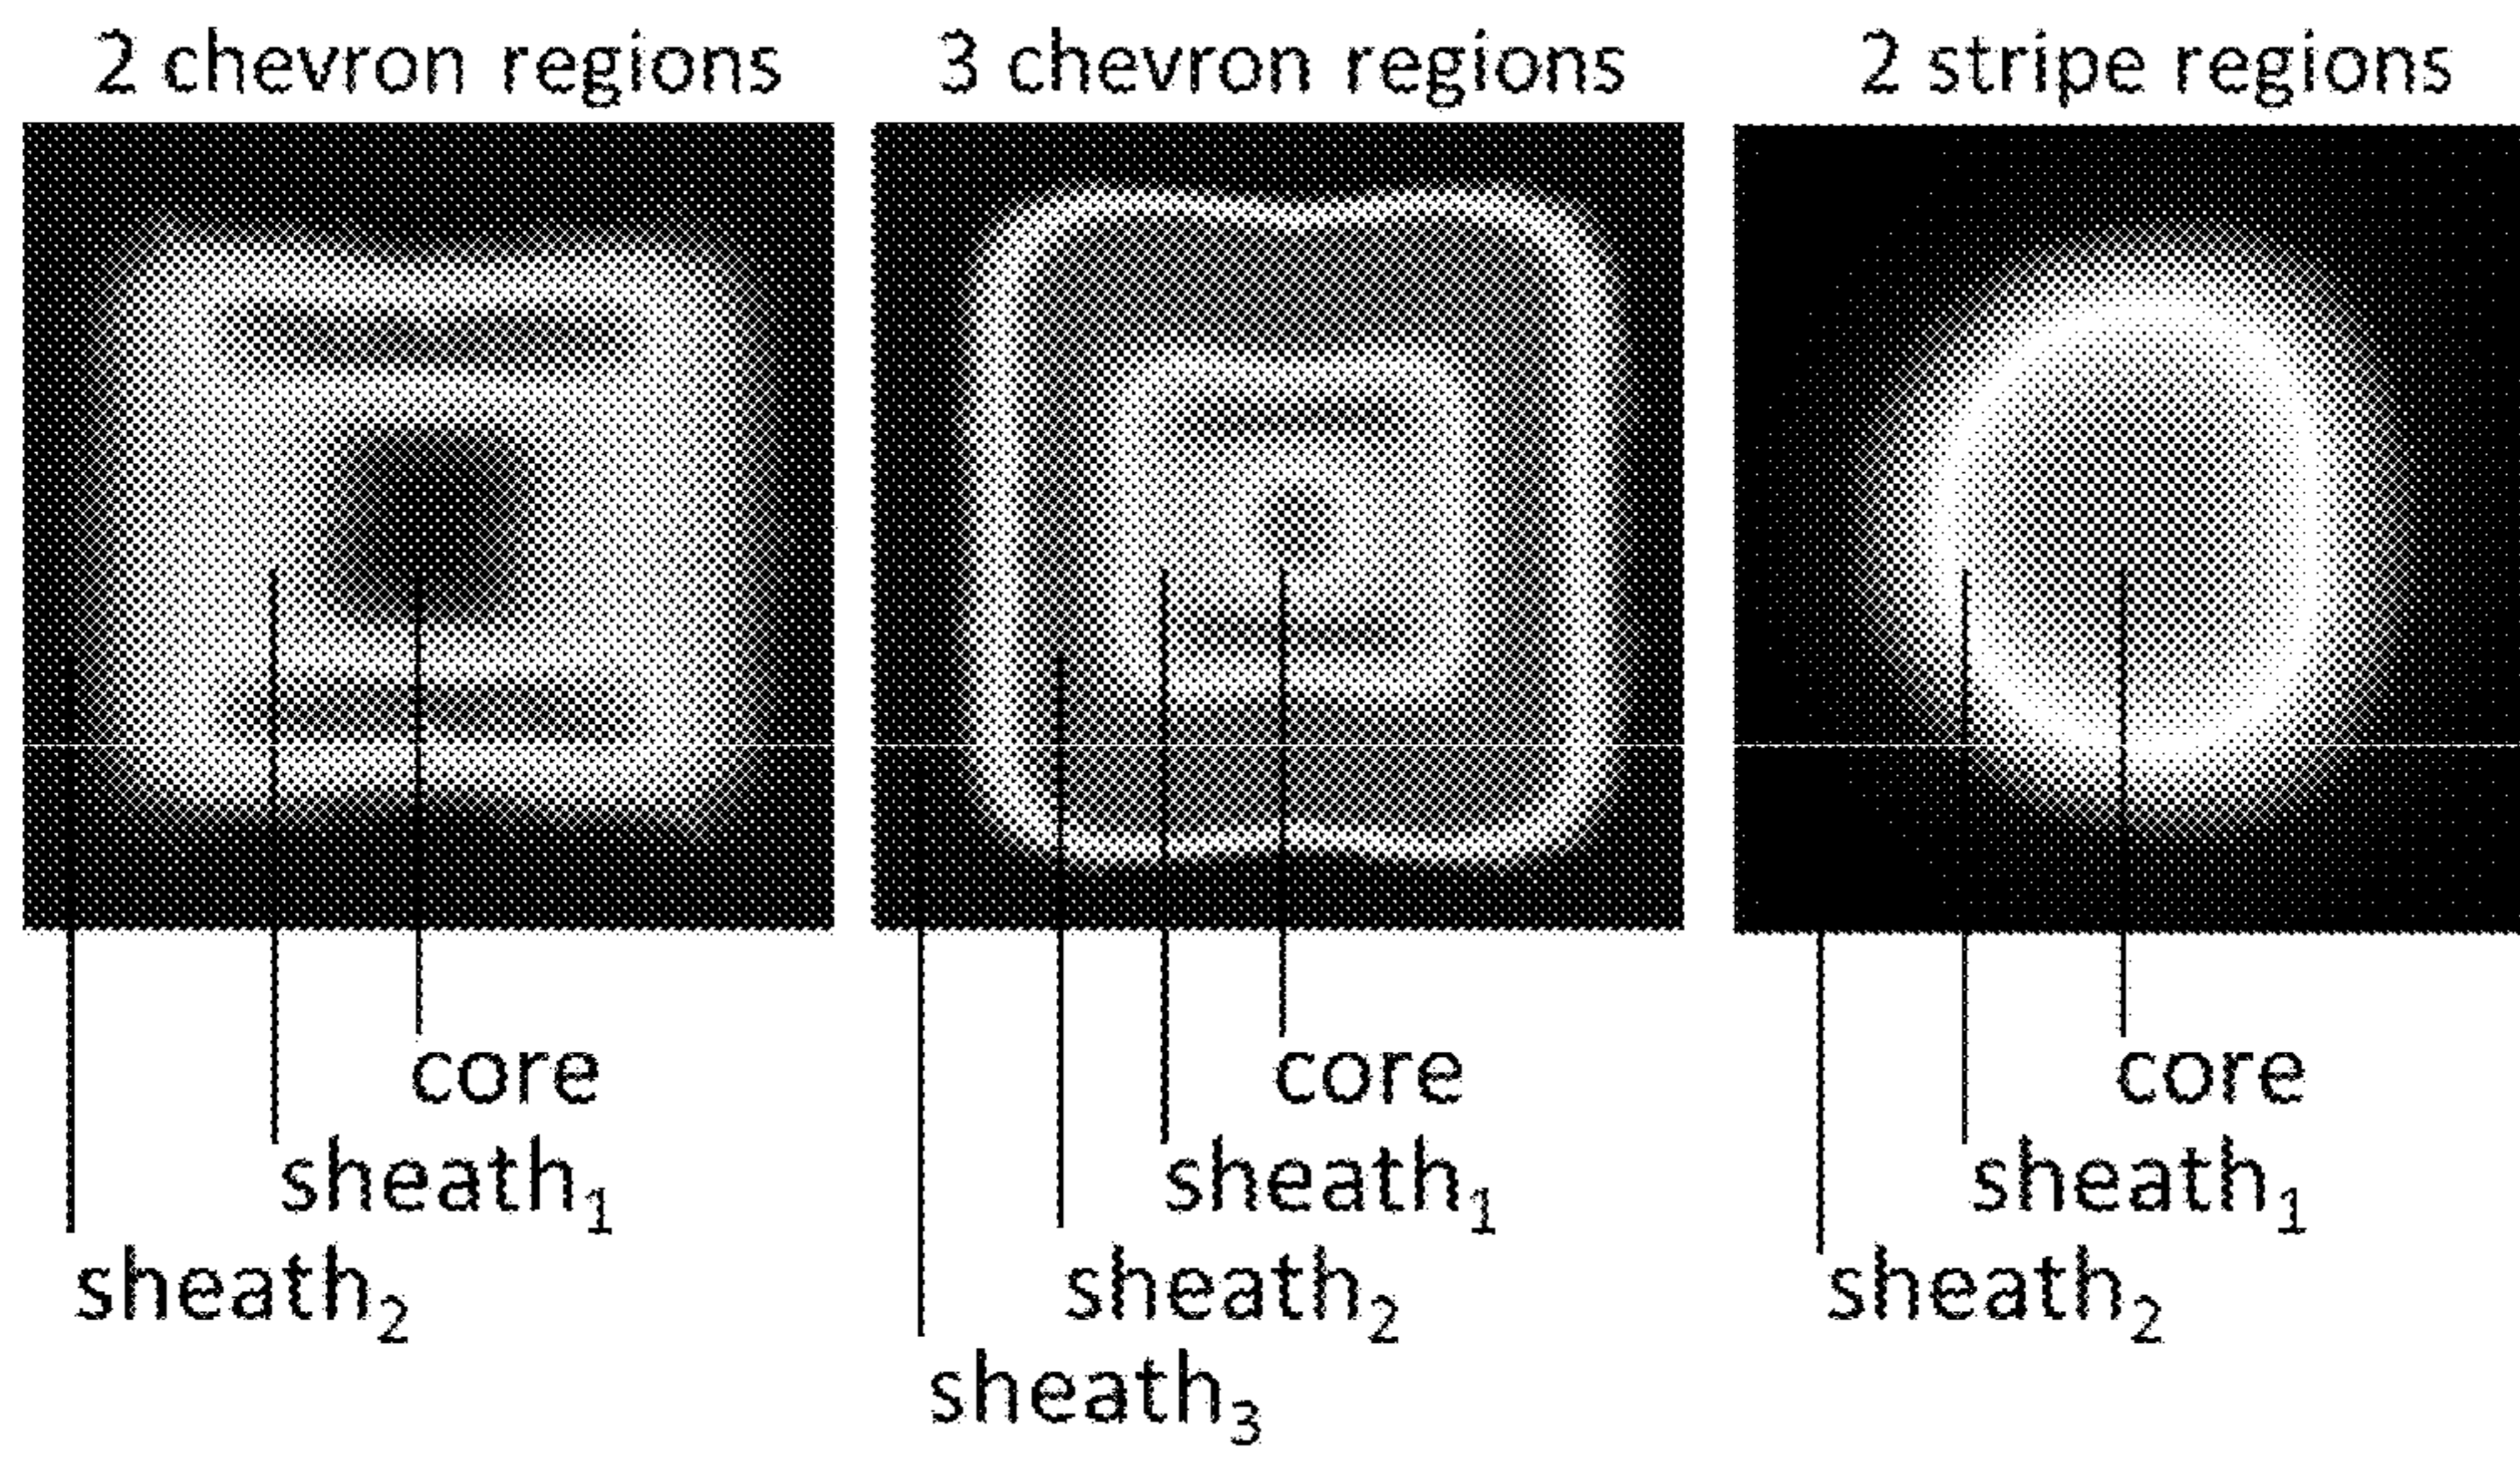 2 chevron regions
3 chevron regions
2 stripe regions
core
sheath₁
sheath₂
core
sheath₁
sheath₂
sheath₃
core
sheath₁
sheath₂